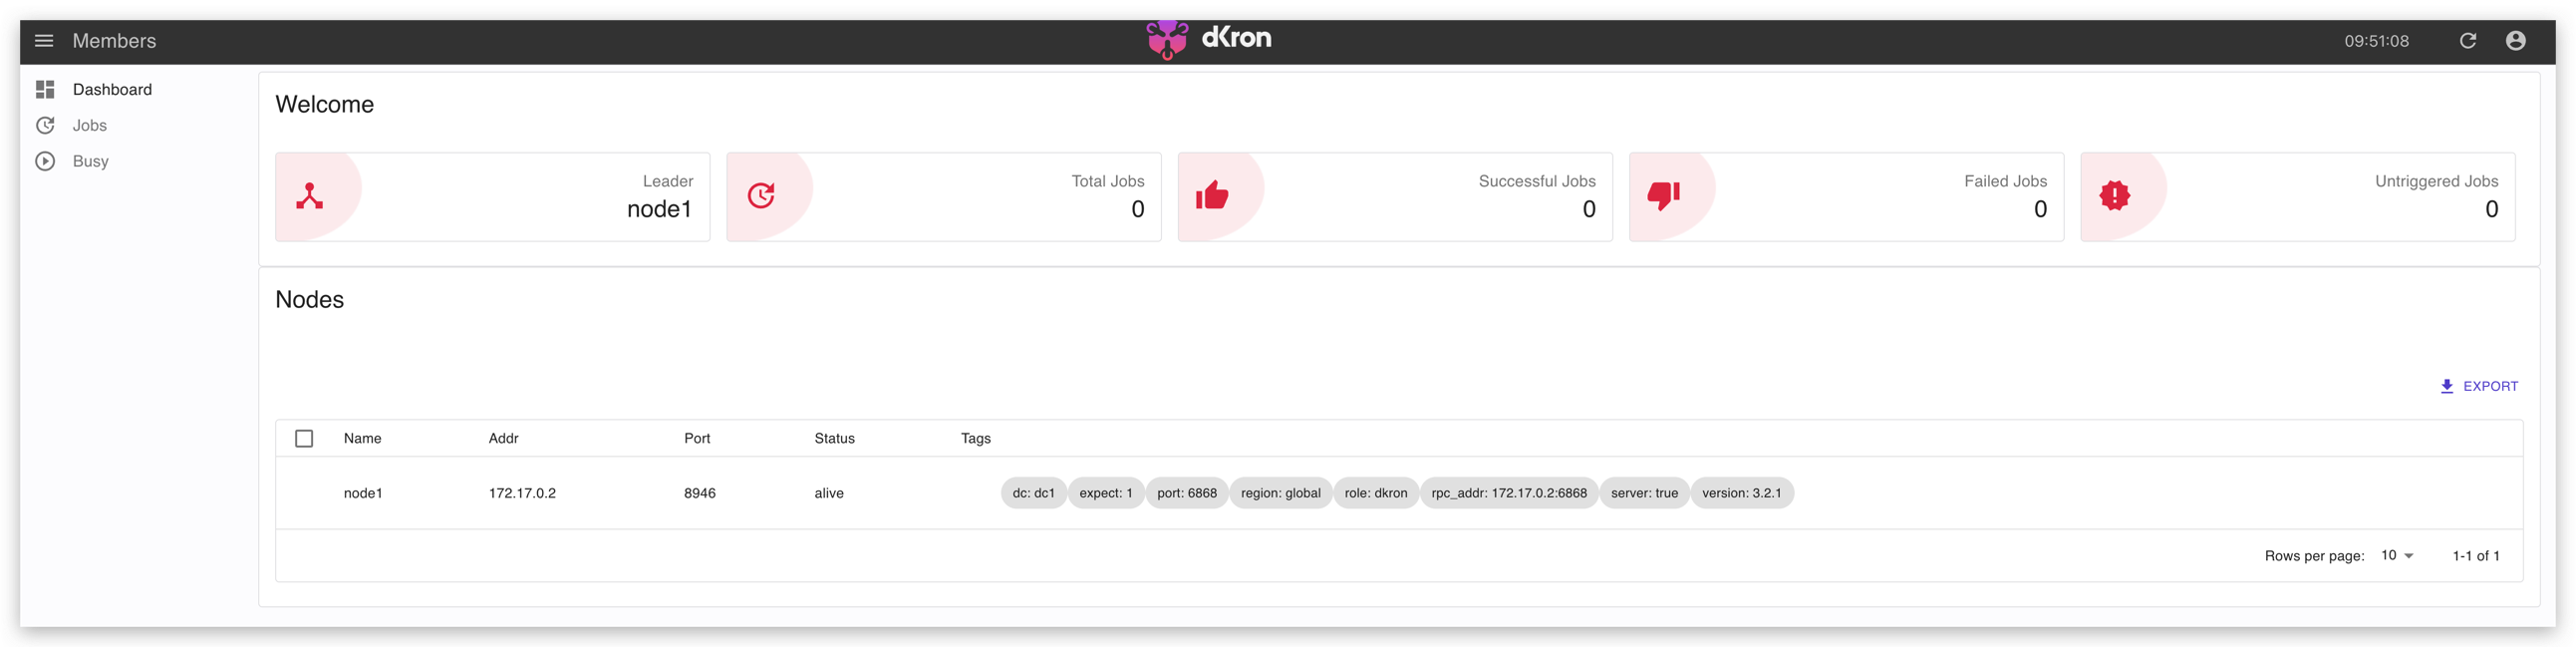 Members dKron 09:51:08
Dashboard
Jobs
Busy
Welcome
Leader
node1
Total Jobs
0
Successful Jobs
0
Failed Jobs
0
Untriggered Jobs
0
Nodes
EXPORT
Name Addr Port Status Tags
node1 172.17.0.2 8946 alive dc: dc1 expect: 1 port: 6868 region: global role: dkron rpc_addr: 172.17.0.2:6868 server: true version: 3.2.1
Rows per page: 10 1-1 of 1